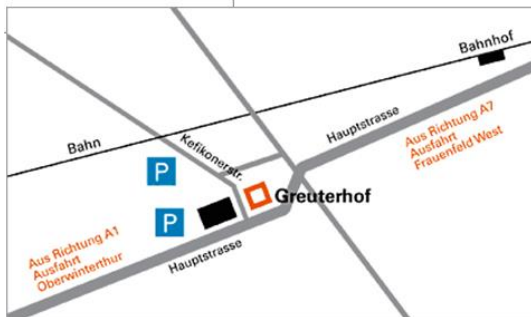 Bahnhof
Hauptstrasse
Aus Richtung A7
Ausfahrt
Frauenfeld West
Bahn
Kefikonerstr.
P
Greuterhof
P
Aus Richtung A1
Ausfahrt
Oberwinterthur
Hauptstrasse